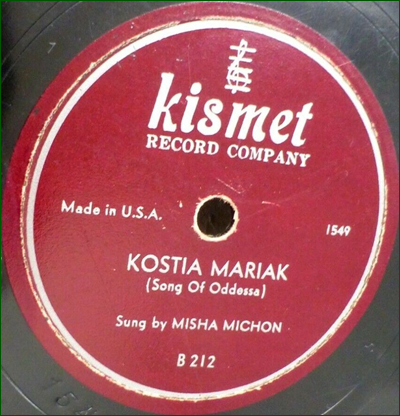 kismet
RECORD COMPANY
Made in U.S.A.
1549
KOSTIA MARIAK
(Song Of Oddessa)
Sung by MISHA MICHON
B 212